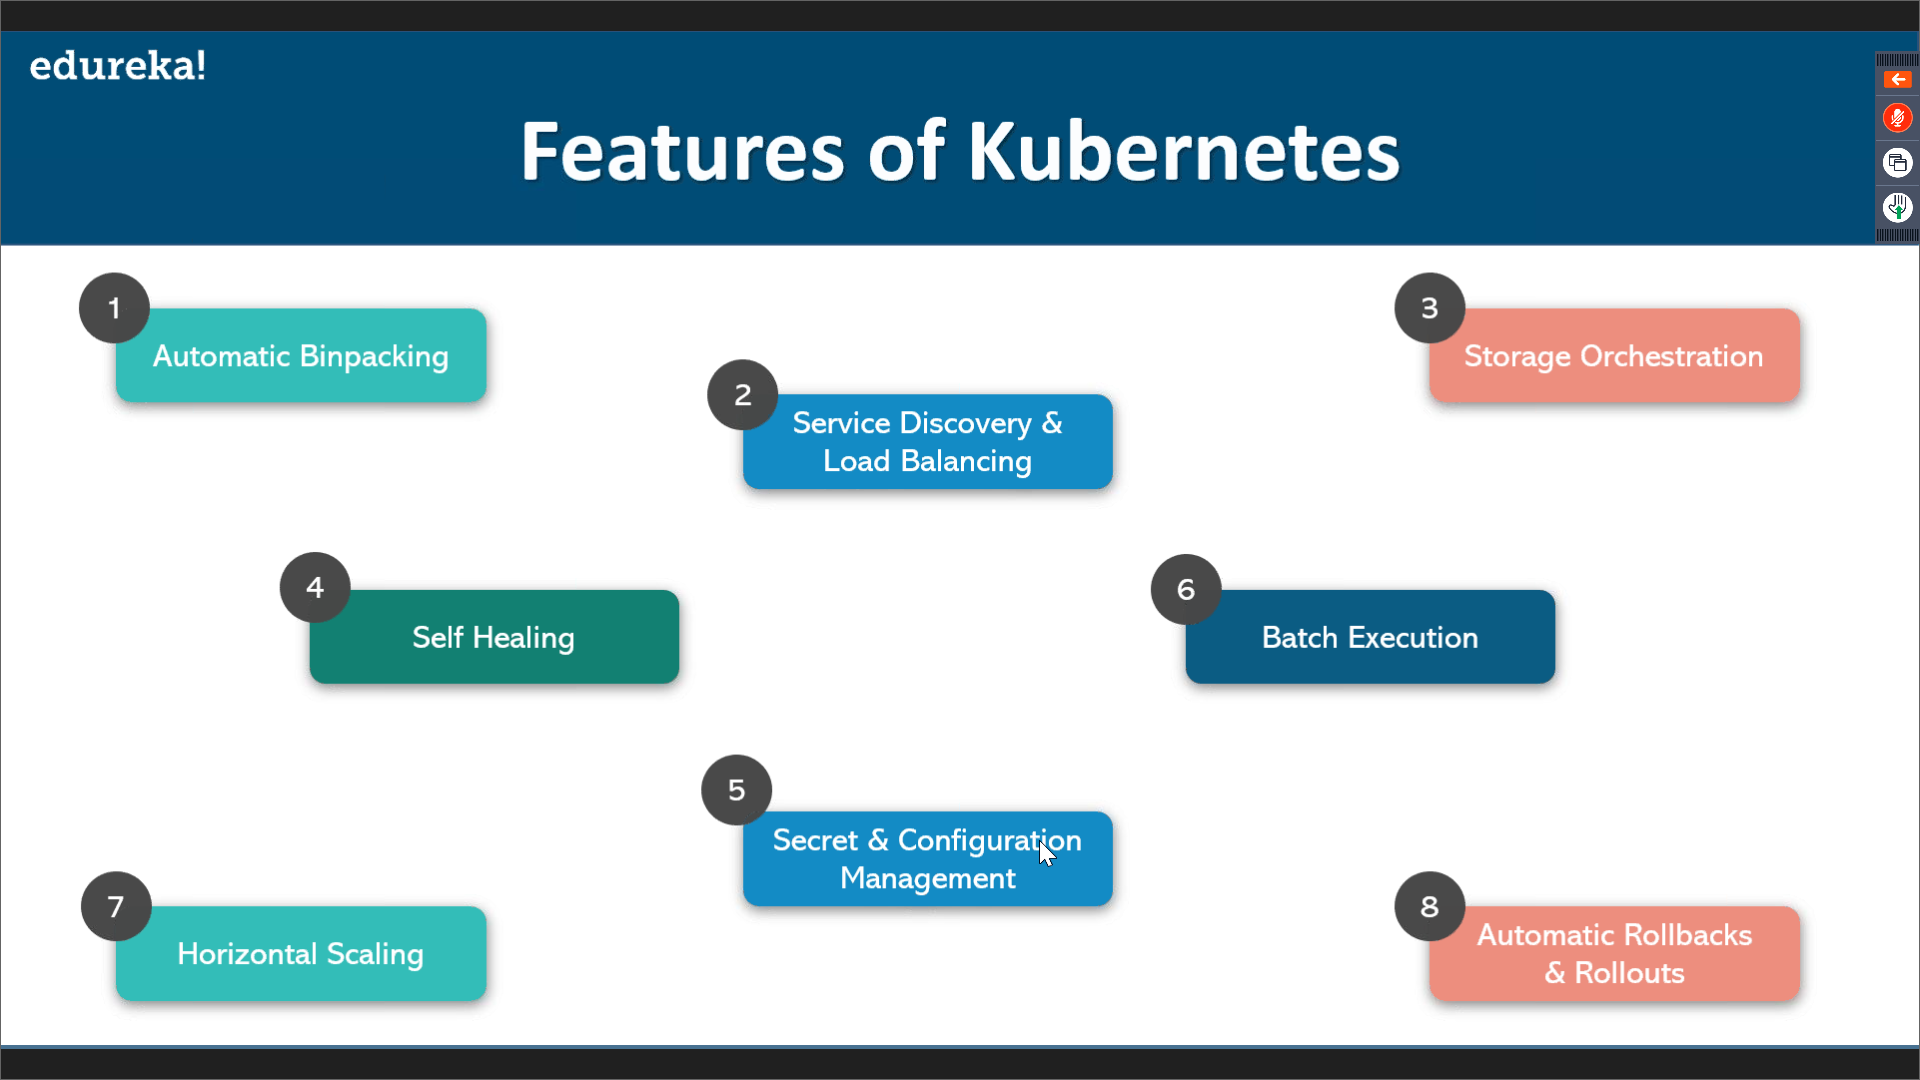 edureka!
Features of Kubernetes
1
Automatic Binpacking
2
Service Discovery &
Load Balancing
3
Storage Orchestration
4
Self Healing
6
Batch Execution
5
Secret & Configuration
Management
7
Horizontal Scaling
8
Automatic Rollbacks
& Rollouts